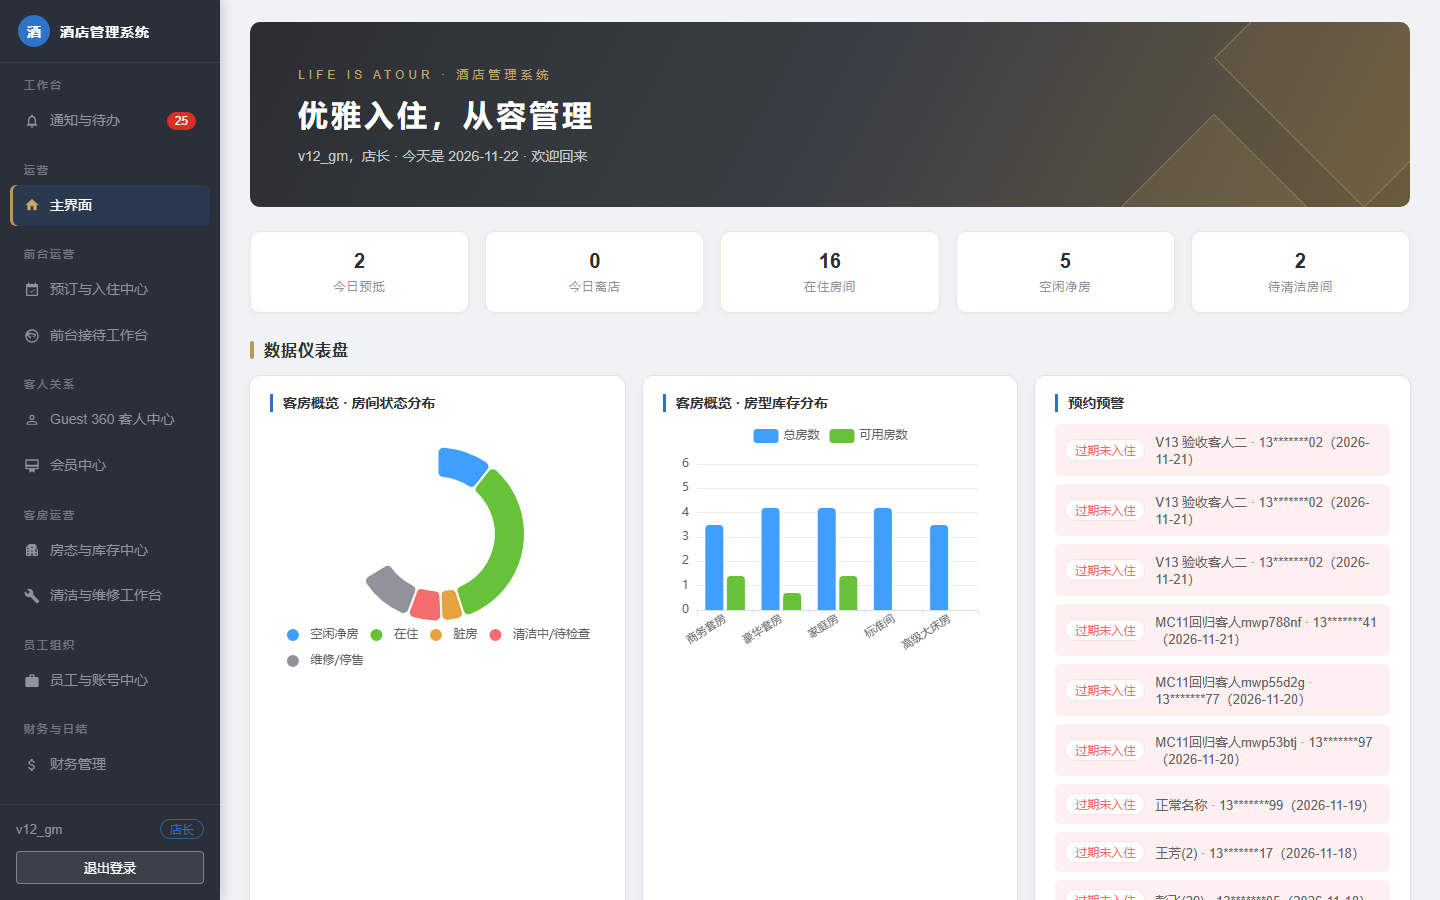 酒 酒店管理系统
工作台
通知与待办 25
运营
主界面
前台运营
预订与入住中心
前台接待工作台
客人关系
Guest 360 客人中心
会员中心
客房运营
房态与库存中心
清洁与维修工作台
员工组织
员工与账号中心
财务与日结
财务管理
v12_gm 店长
退出登录
LIFE IS ATOUR · 酒店管理系统
优雅入住，从容管理
v12_gm，店长 · 今天是 2026-11-22 · 欢迎回来
2
今日预抵
0
今日离店
16
在住房间
5
空闲净房
2
待清洁房间
数据仪表盘
客房概览 · 房间状态分布
空闲净房 在住 脏房 清洁中/待检查
维修/停售
客房概览 · 房型库存分布
总房数 可用房数
6
5
4
3
2
1
0
商务套房 豪华套房 家庭房 标准间 高级大床房
预约预警
过期未入住 V13 验收客人二 · 13*******02（2026-
11-21）
过期未入住 V13 验收客人二 · 13*******02（2026-
11-21）
过期未入住 V13 验收客人二 · 13*******02（2026-
11-21）
过期未入住 MC11回归客人mwp788nf · 13*******41
（2026-11-21）
过期未入住 MC11回归客人mwp55d2g ·
13*******77（2026-11-20）
过期未入住 MC11回归客人mwp53btj · 13*******97
（2026-11-20）
过期未入住 正常名称 · 13*******99（2026-11-19）
过期未入住 王芳(2) · 13*******17（2026-11-18）